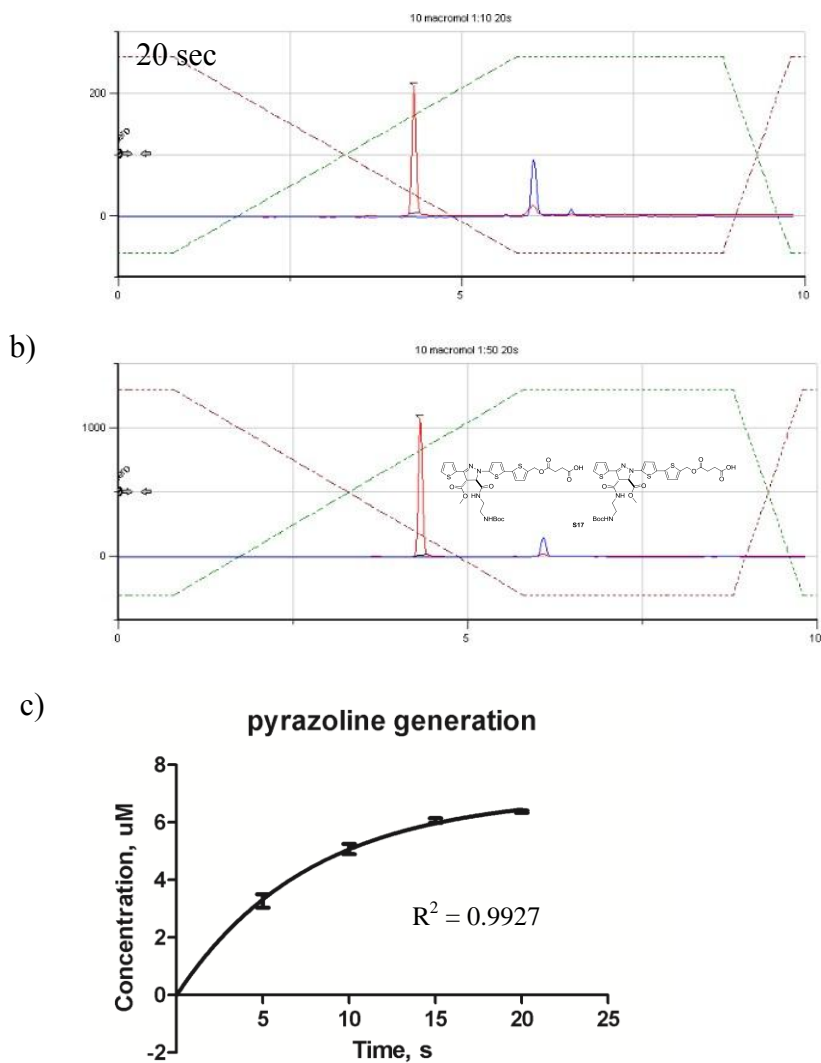 10 macromol 1:10 20s
20 sec
200
0
0
5
10
b)
10 macromol 1:50 20s
1000
0
S17
0
5
10
c)
pyrazoline generation
8
6
4
2
0
-2
Concentration, uM
R² = 0.9927
5
10
15
20
25
Time, s